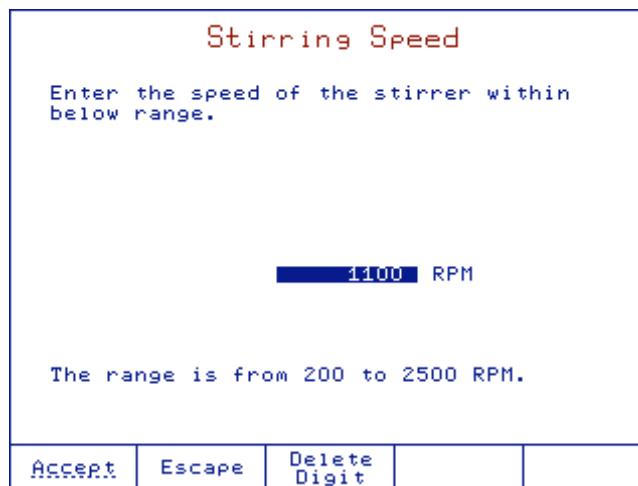 Stirring Speed
Enter the speed of the stirrer within
below range.
1100 RPM
The range is from 200 to 2500 RPM.
Accept Escape Delete
Digit